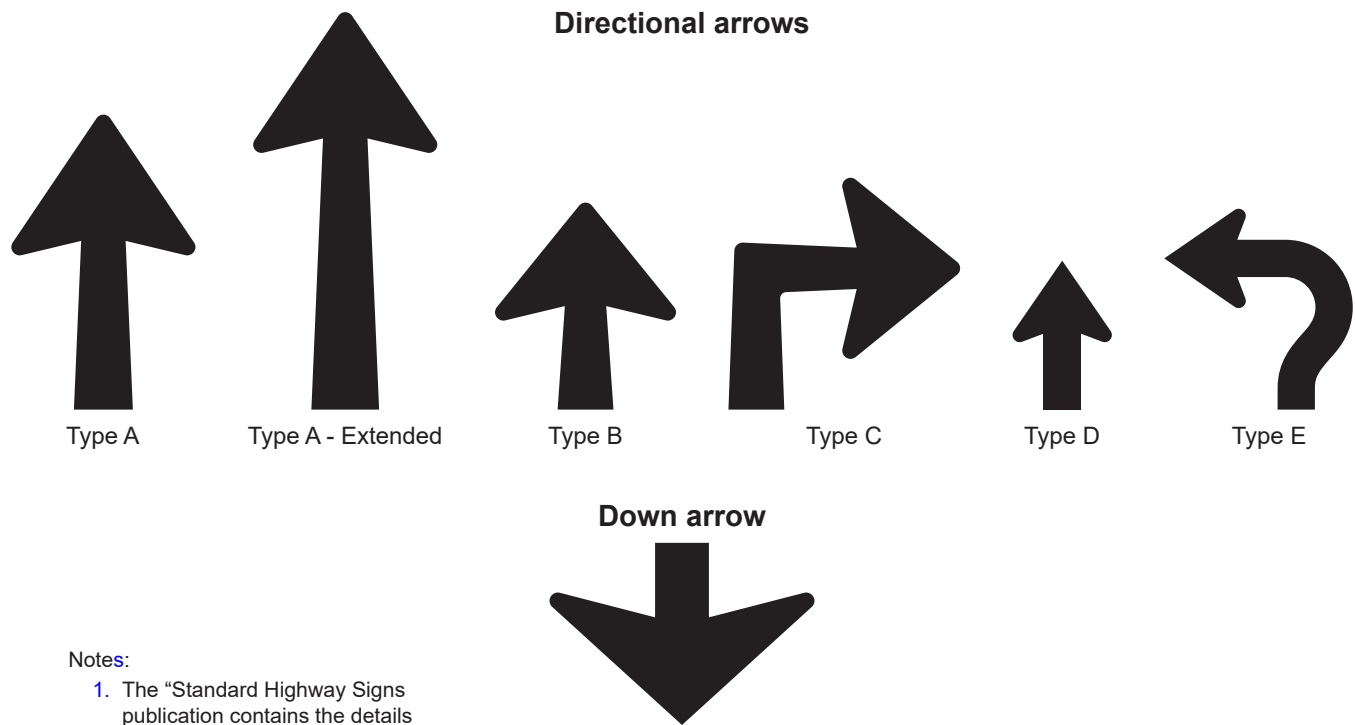 Directional arrows
Type A
Type A - Extended
Type B
Type C
Type D
Type E
Down arrow
Notes:
1. The “Standard Highway Signs
publication contains the details